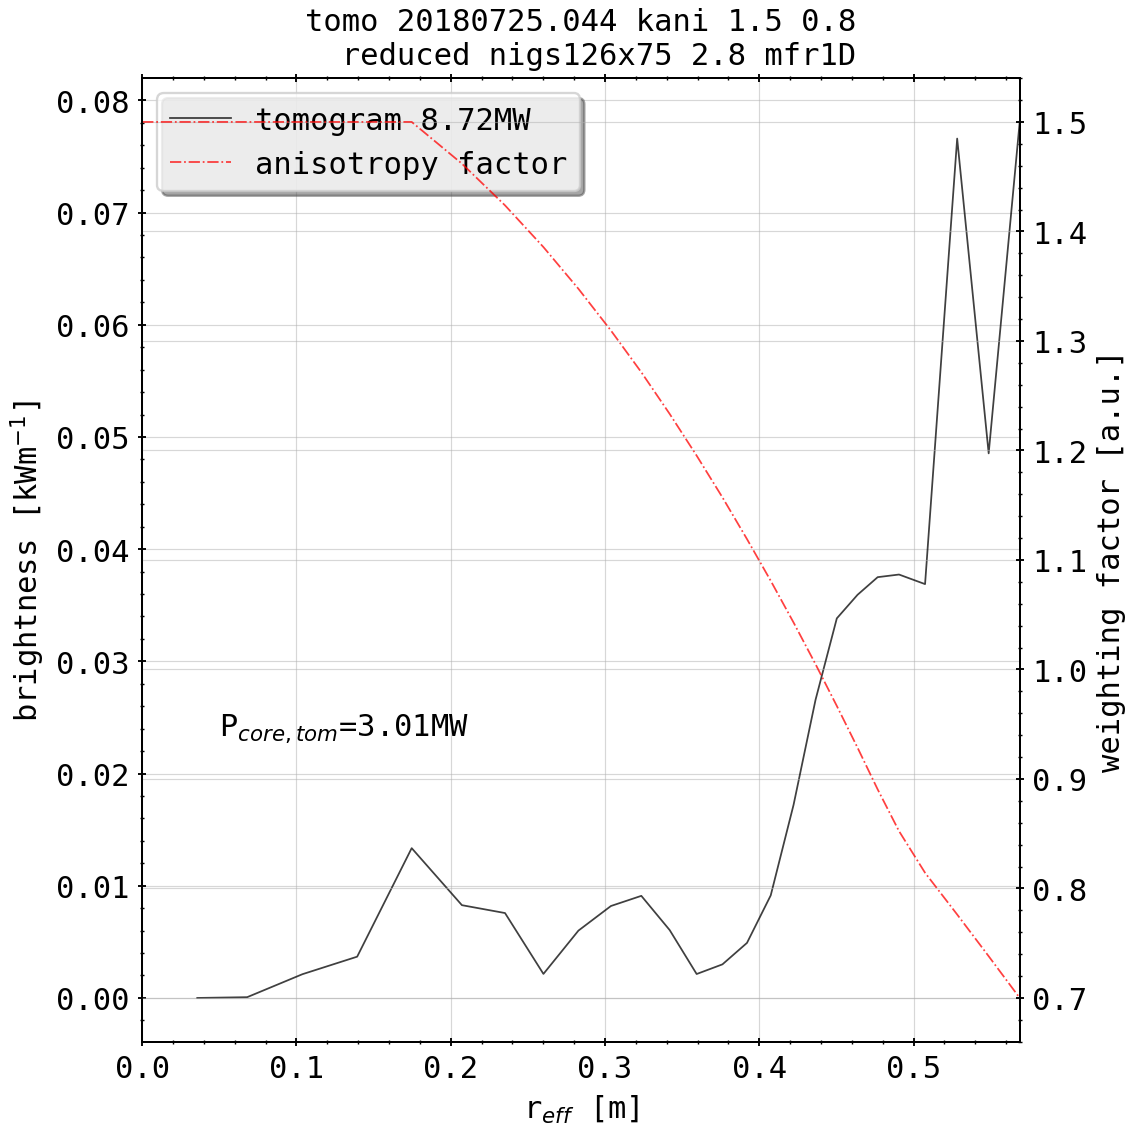 tomo 20180725.044 kani 1.5 0.8
reduced nigs126x75 2.8 mfr1D
tomogram 8.72MW
anisotropy factor
0.08
0.07
0.06
0.05
0.04
0.03
0.02
0.01
0.00
brightness [kWm⁻¹]
P_core,tom=3.01MW
1.5
1.4
1.3
1.2
1.1
1.0
0.9
0.8
0.7
weighting factor [a.u.]
0.0 0.1 0.2 0.3 0.4 0.5
r_eff [m]